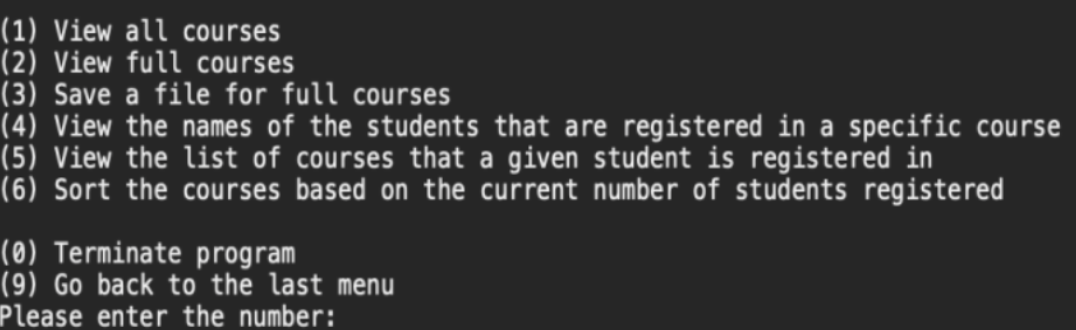 (1) View all courses
(2) View full courses
(3) Save a file for full courses
(4) View the names of the students that are registered in a specific course
(5) View the list of courses that a given student is registered in
(6) Sort the courses based on the current number of students registered
(0) Terminate program
(9) Go back to the last menu
Please enter the number: